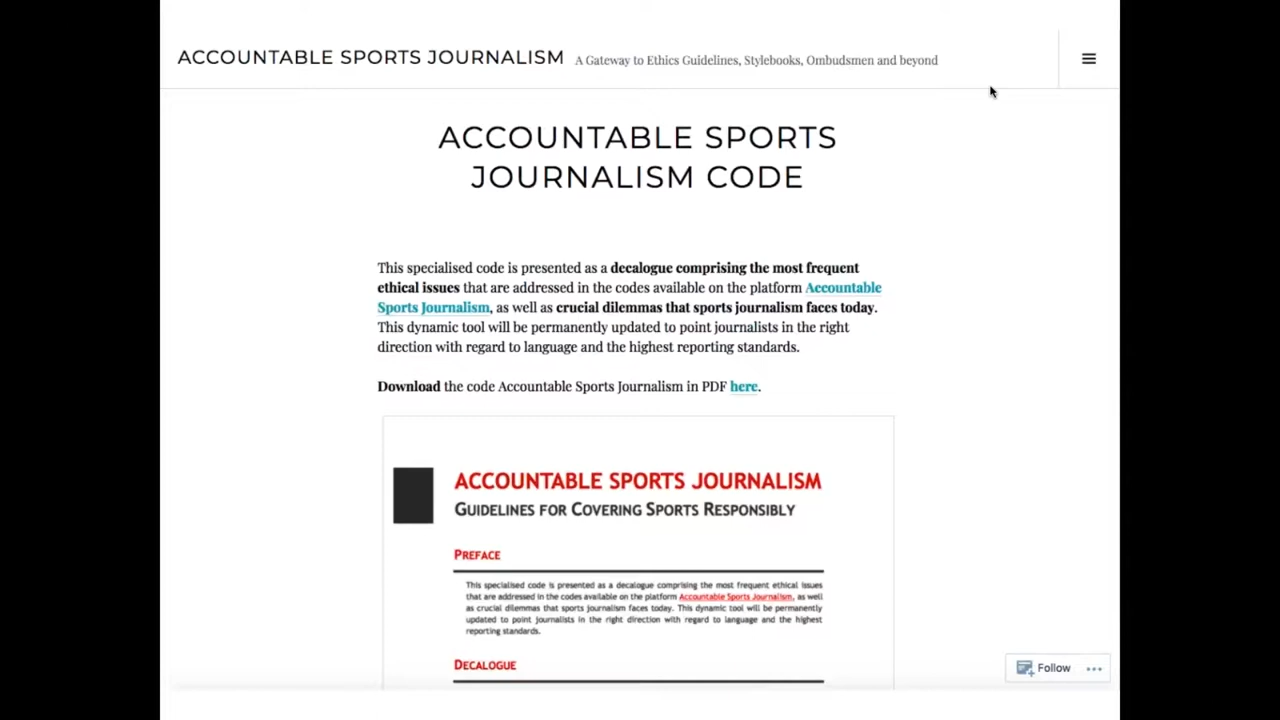 ACCOUNTABLE SPORTS JOURNALISM A Gateway to Ethics Guidelines, Stylebooks, Ombudsmen and beyond
ACCOUNTABLE SPORTS
JOURNALISM CODE
This specialised code is presented as a decalogue comprising the most frequent
ethical issues that are addressed in the codes available on the platform Accountable
Sports Journalism, as well as crucial dilemmas that sports journalism faces today.
This dynamic tool will be permanently updated to point journalists in the right
direction with regard to language and the highest reporting standards.
Download the code Accountable Sports Journalism in PDF here.
ACCOUNTABLE SPORTS JOURNALISM
GUIDELINES FOR COVERING SPORTS RESPONSIBLY
PREFACE
This specialised code is presented as a decalogue comprising the most frequent ethical issues
that are addressed in the codes available on the platform Accountable Sports Journalism, as well
as crucial dilemmas that sports journalism faces today. This dynamic tool will be permanently
updated to point journalists in the right direction with regard to language and the highest
reporting standards.
DECALOGUE
Follow